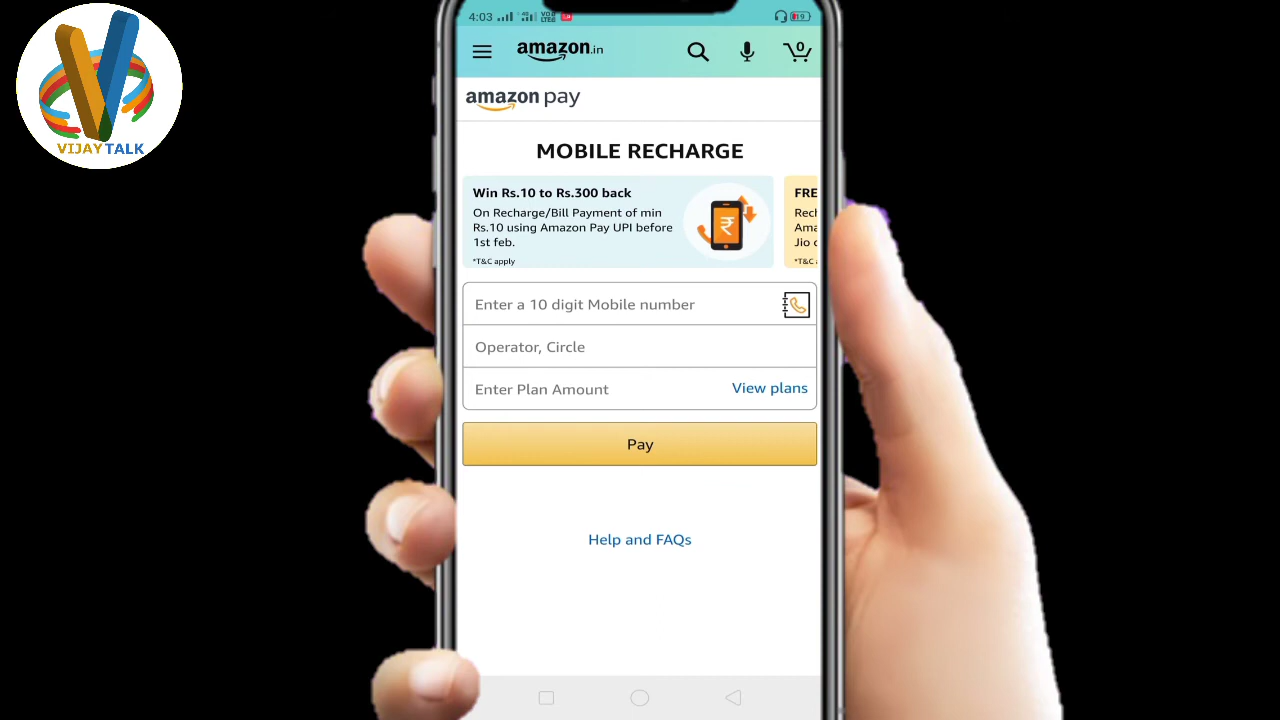 VIJAY TALK
4:03
19
amazon.in
0
amazon pay
MOBILE RECHARGE
Win Rs.10 to Rs.300 back
On Recharge/Bill Payment of min
Rs.10 using Amazon Pay UPI before
1st feb.
*T&C apply
FRE
Rech
Ama
Jio
*T&C
Enter a 10 digit Mobile number
Operator, Circle
Enter Plan Amount
View plans
Pay
Help and FAQs